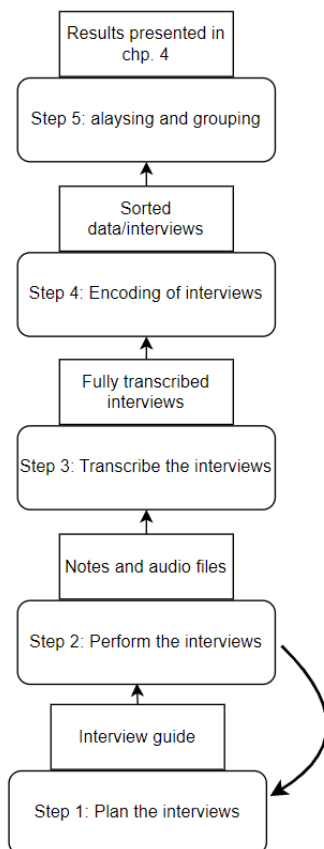 Results presented in
chp. 4
Step 5: alaysing and grouping
Sorted
data/interviews
Step 4: Encoding of interviews
Fully transcribed
interviews
Step 3: Transcribe the interviews
Notes and audio files
Step 2: Perform the interviews
Interview guide
Step 1: Plan the interviews